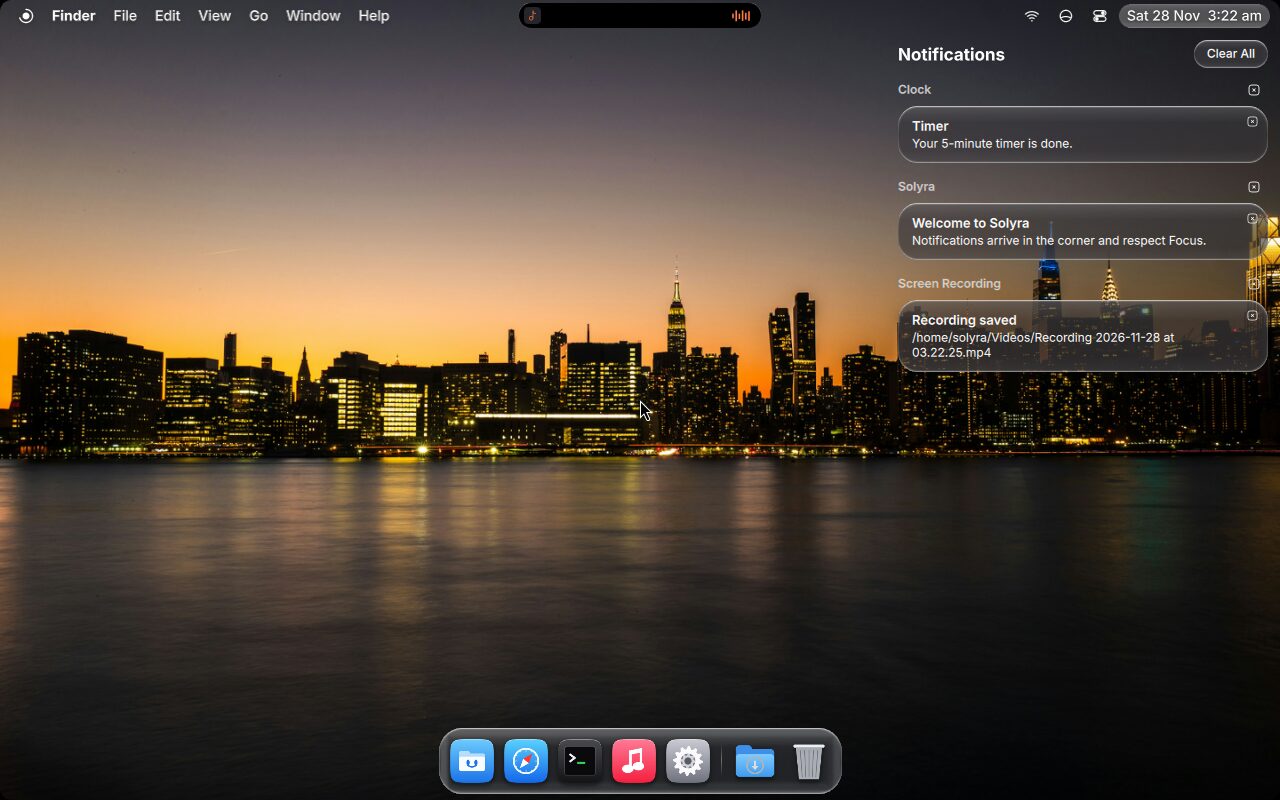 Finder File Edit View Go Window Help
Sat 28 Nov 3:22 am
Notifications
Clear All
Clock
Timer
Your 5-minute timer is done.
Solyra
Welcome to Solyra
Notifications arrive in the corner and respect Focus.
Screen Recording
Recording saved
/home/solyra/Videos/Recording 2026-11-28 at
03.22.25.mp4